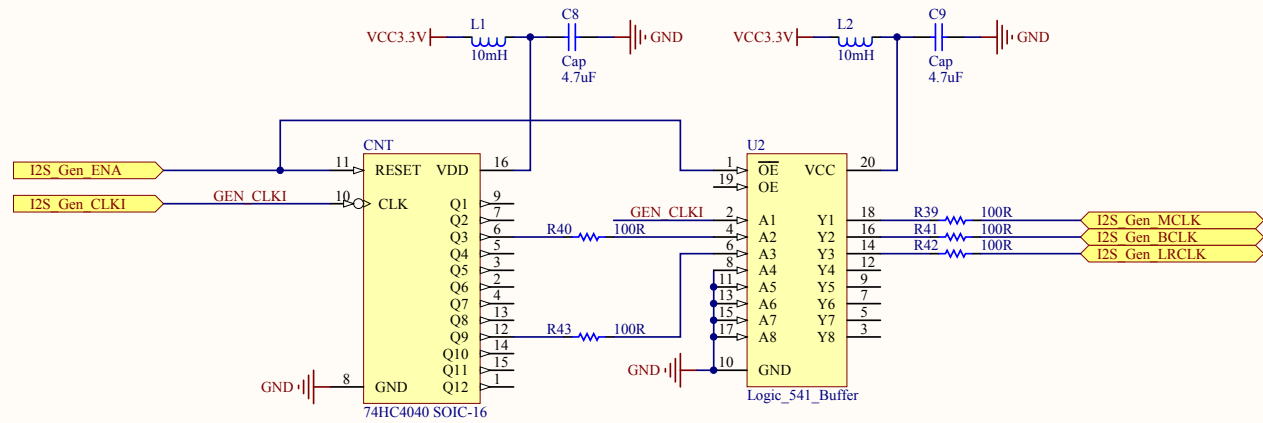 L1
C8
L2
C9
VCC3.3V
GND
VCC3.3V
GND
10mH
Cap
10mH
Cap
4.7uF
4.7uF
CNT
U2
I2S_Gen_ENA
11
RESET
VDD
16
1
OE
VCC
20
19
OE
I2S_Gen_CLKI
GEN_CLKI
10
CLK
Q1
9
Q2
7
GEN_CLKI
2
A1
Y1
18
R39
100R
I2S_Gen_MCLK
Q3
6
R40
100R
4
A2
Y2
16
R41
100R
I2S_Gen_BCLK
Q4
5
6
A3
Y3
14
R42
100R
I2S_Gen_LRCLK
Q5
3
8
A4
Y4
12
Q6
2
11
A5
Y5
9
Q7
4
13
A6
Y6
7
Q8
13
15
A7
Y7
5
Q9
12
R43
100R
17
A8
Y8
3
Q10
14
Q11
15
GND
10
GND
GND
8
GND
Q12
1
74HC4040 SOIC-16
Logic_541_Buffer